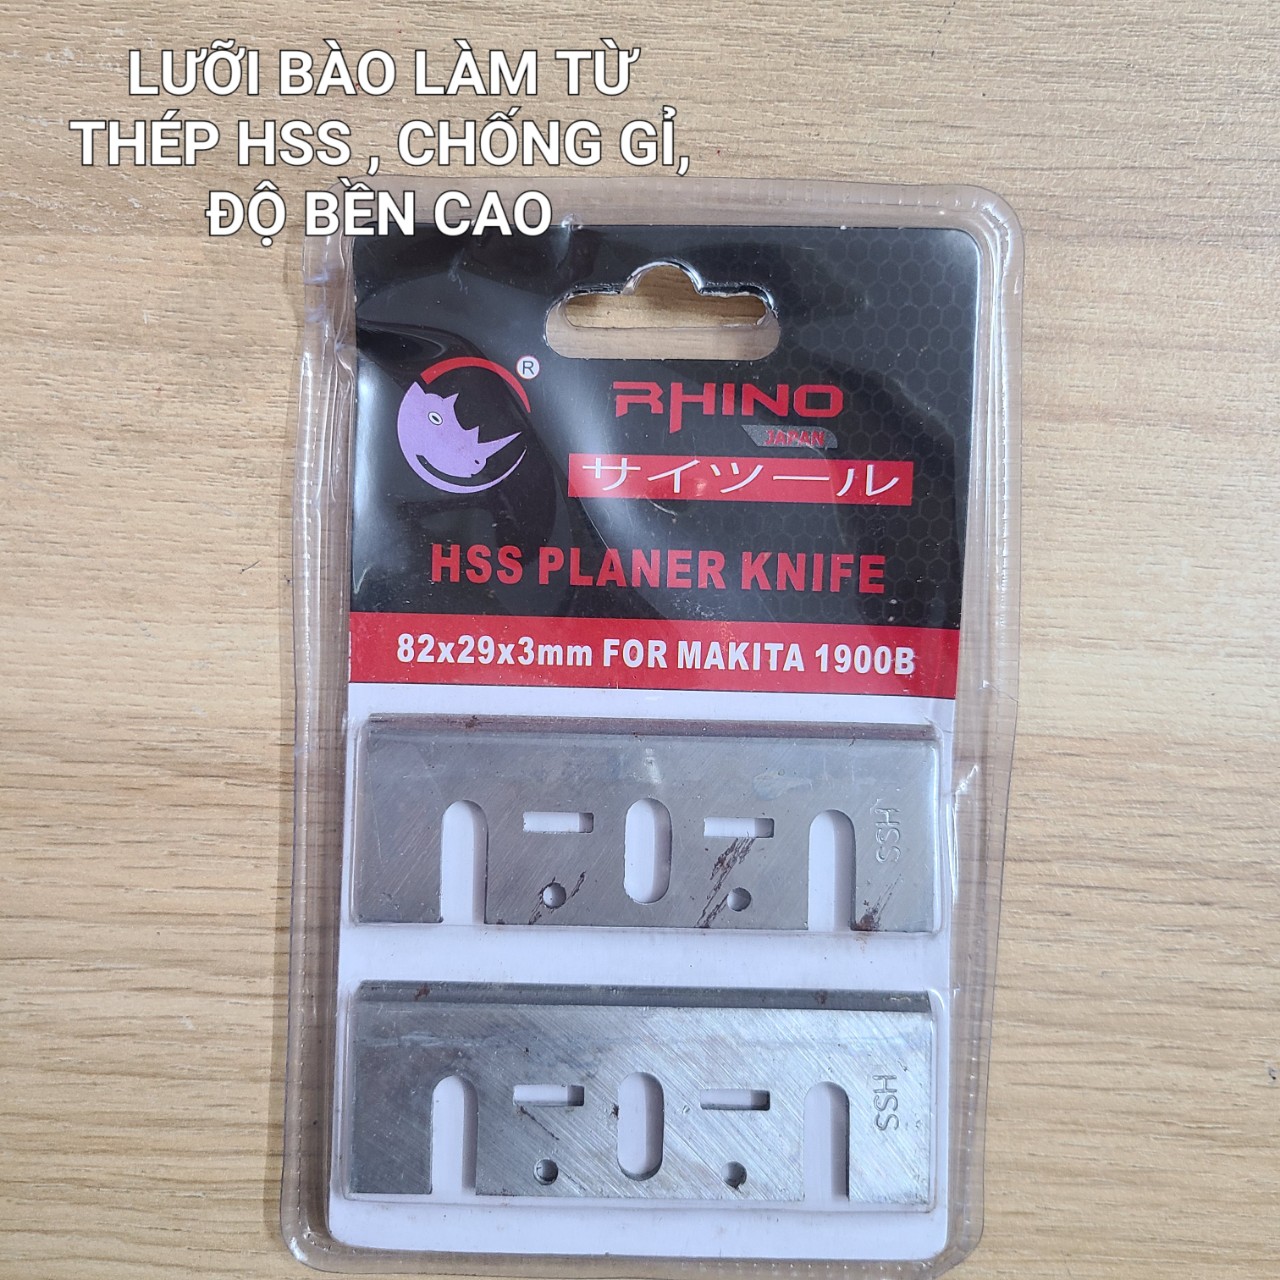 LƯỠI BÀO LÀM TỪ
THÉP HSS , CHỐNG GỈ,
ĐỘ BỀN CAO
®
RHINO
JAPAN
サイツール
HSS PLANER KNIFE
82x29x3mm FOR MAKITA 1900B
HSS
HSS